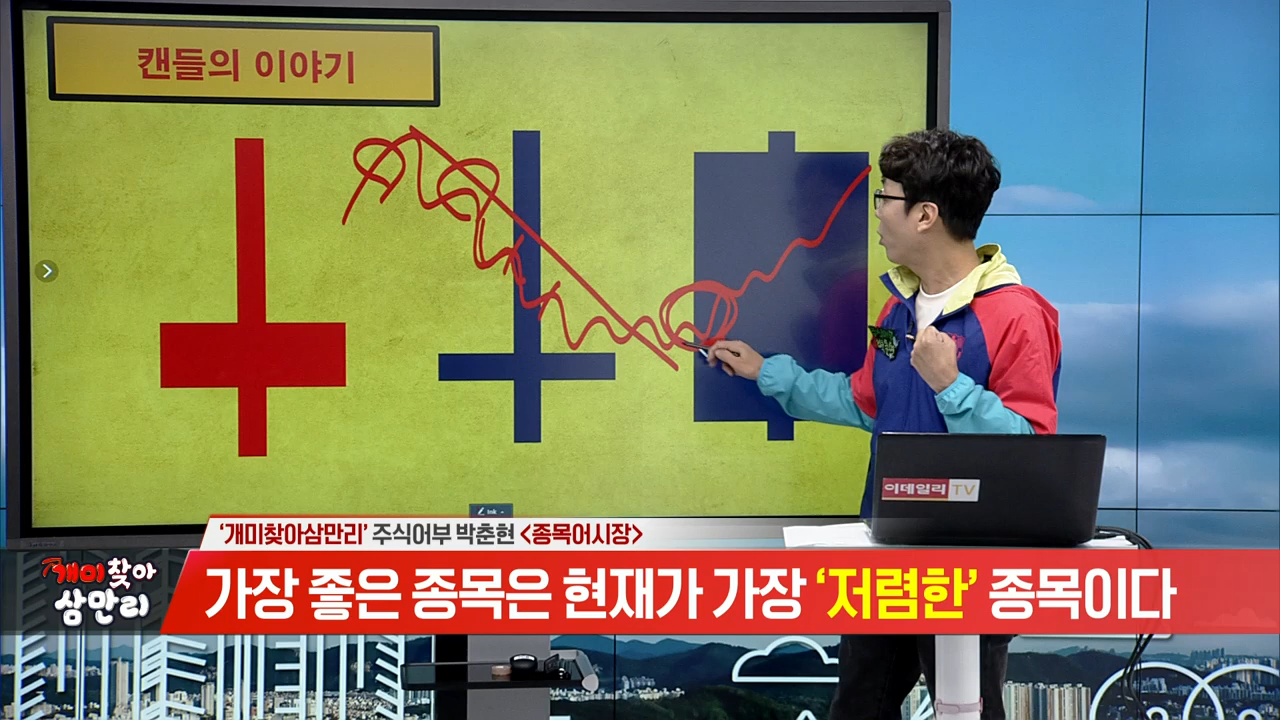 캔들의 이야기
Ink
이데일리 TV
'개미찾아삼만리' 주식어부 박춘현 <종목어시장>
개미찾아
삼만리
가장 좋은 종목은 현재가 가장 '저렴한' 종목이다